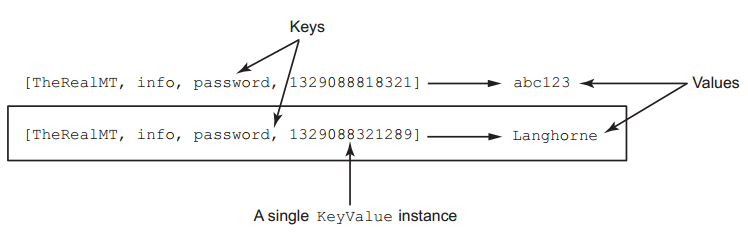 Keys
[TheRealMT, info, password, 1329088818321] abc123 Values
[TheRealMT, info, password, 1329088321289] Langhorne
A single KeyValue instance